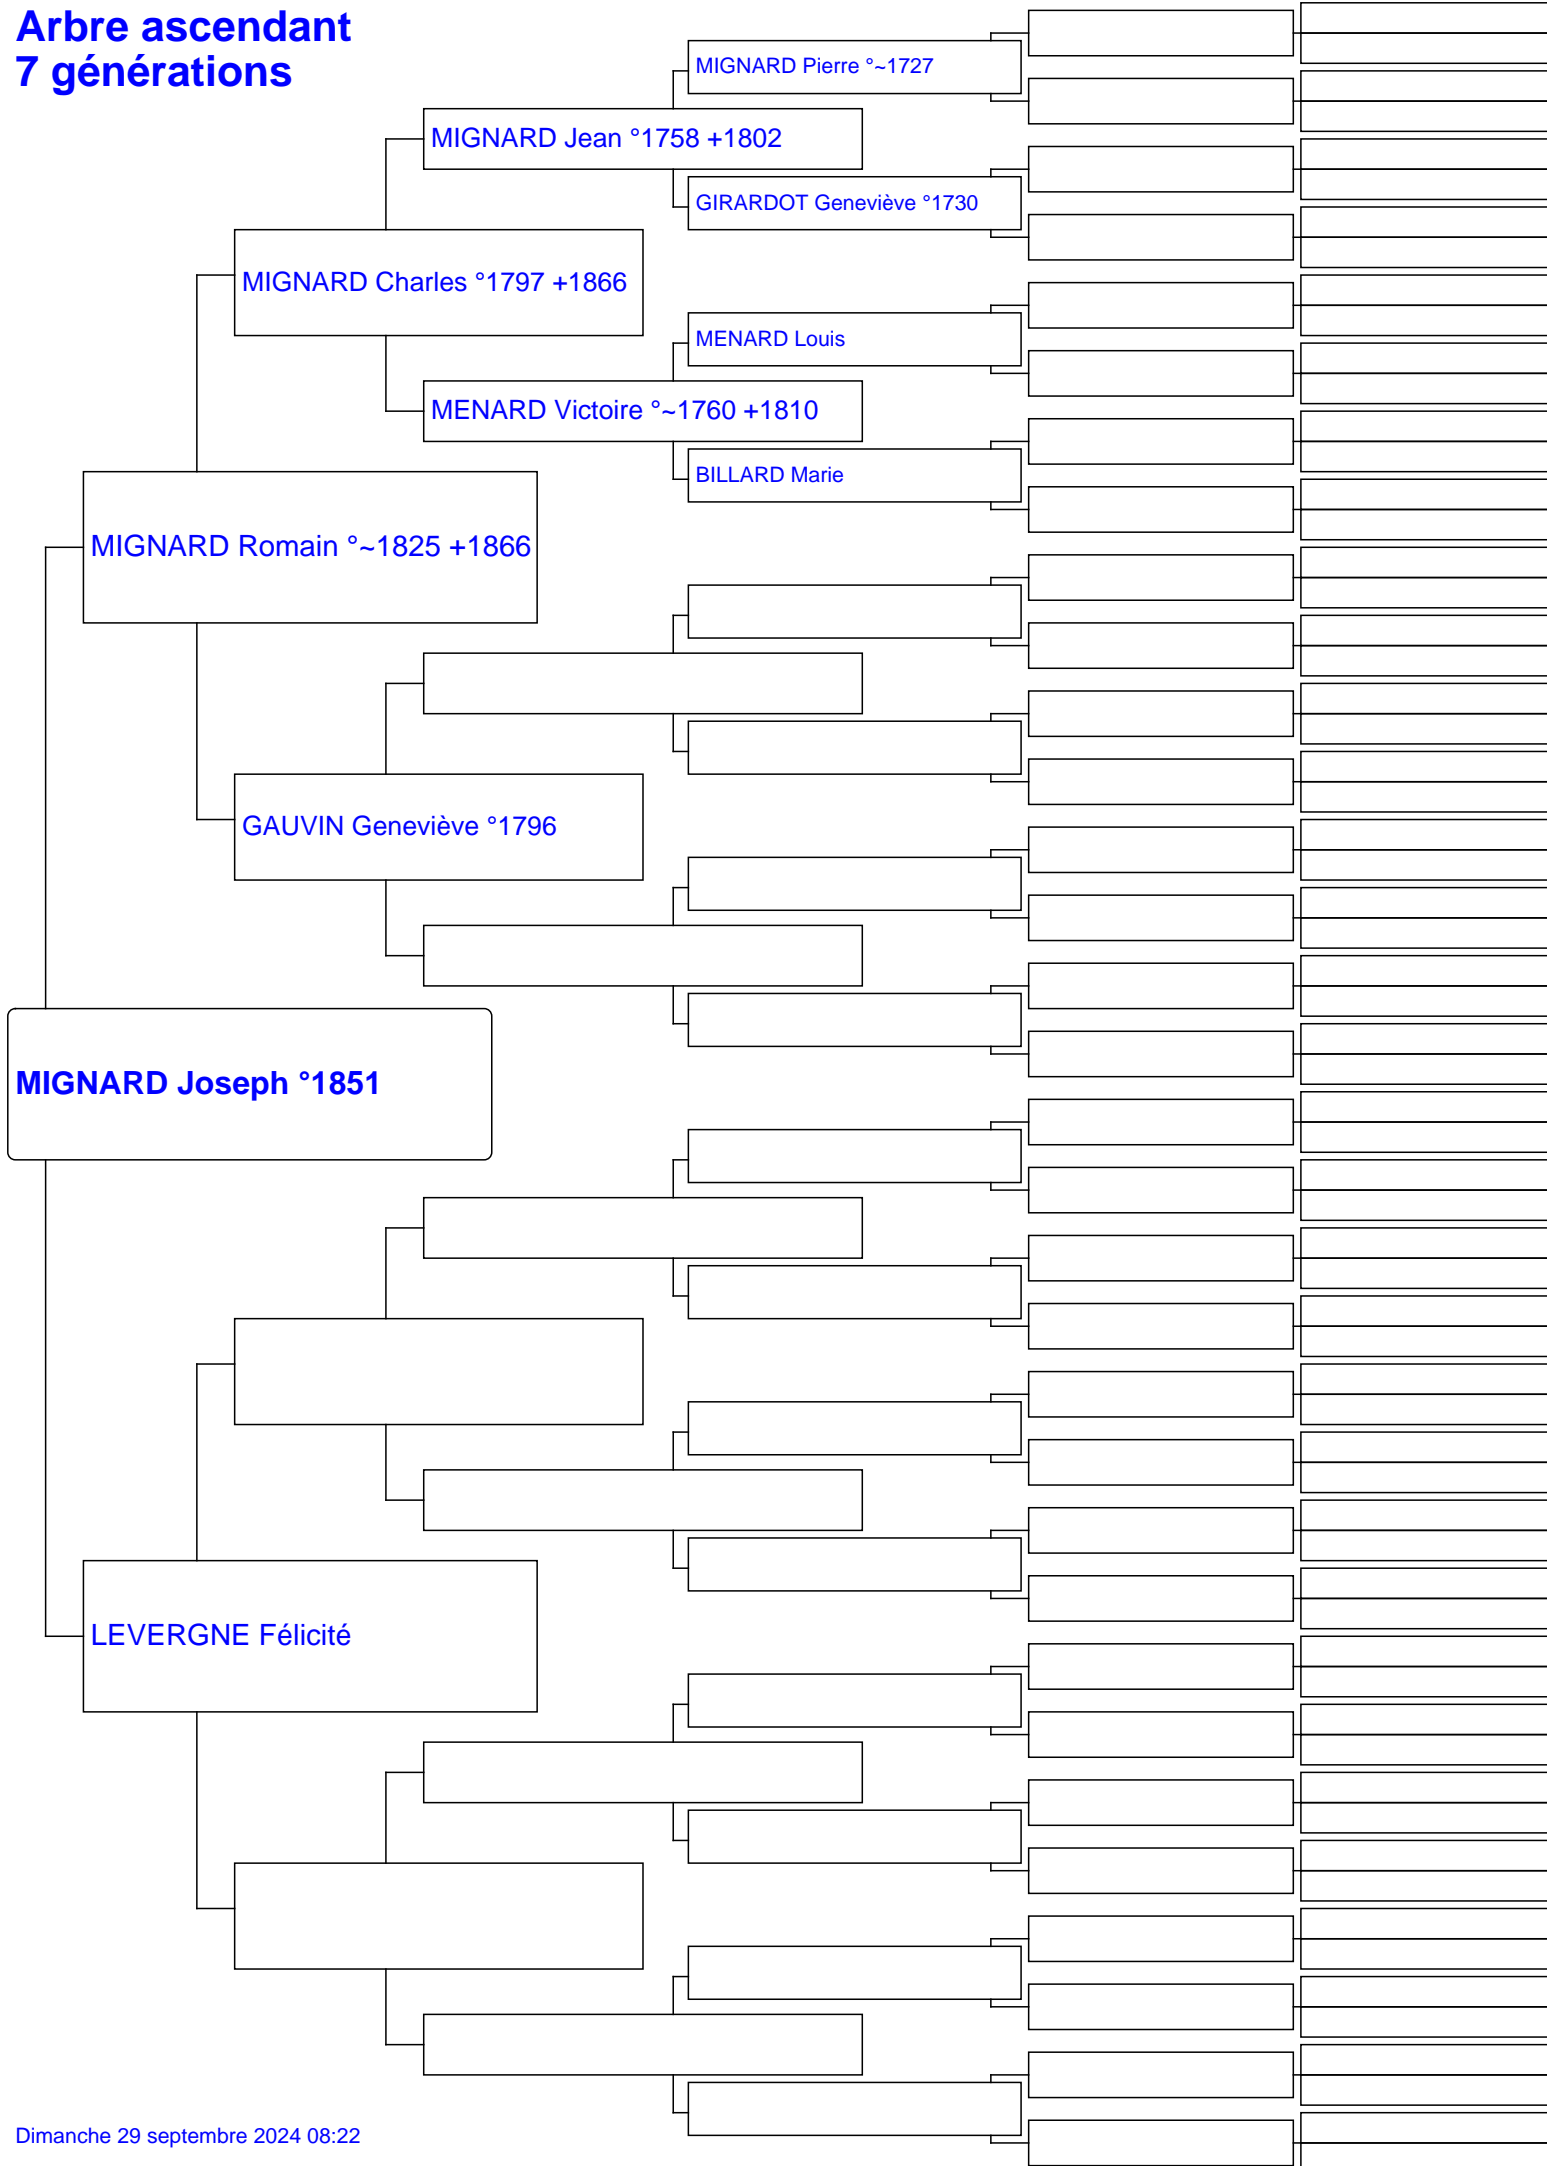 Arbre ascendant
7 générations
MIGNARD Pierre °~1727
MIGNARD Jean °1758 +1802
GIRARDOT Geneviève °1730
MIGNARD Charles °1797 +1866
MENARD Louis
MENARD Victoire °~1760 +1810
BILLARD Marie
MIGNARD Romain °~1825 +1866
GAUVIN Geneviève °1796
MIGNARD Joseph °1851
LEVERGNE Félicité
Dimanche 29 septembre 2024 08:22